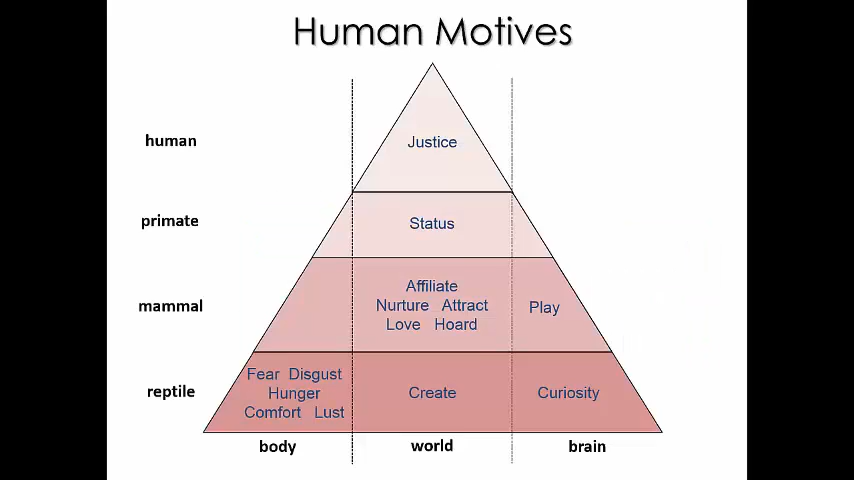 Human Motives
human
Justice
primate
Status
mammal
Affiliate
Nurture Attract
Love Hoard
Play
reptile
Fear Disgust
Hunger
Comfort Lust
Create
Curiosity
body world brain